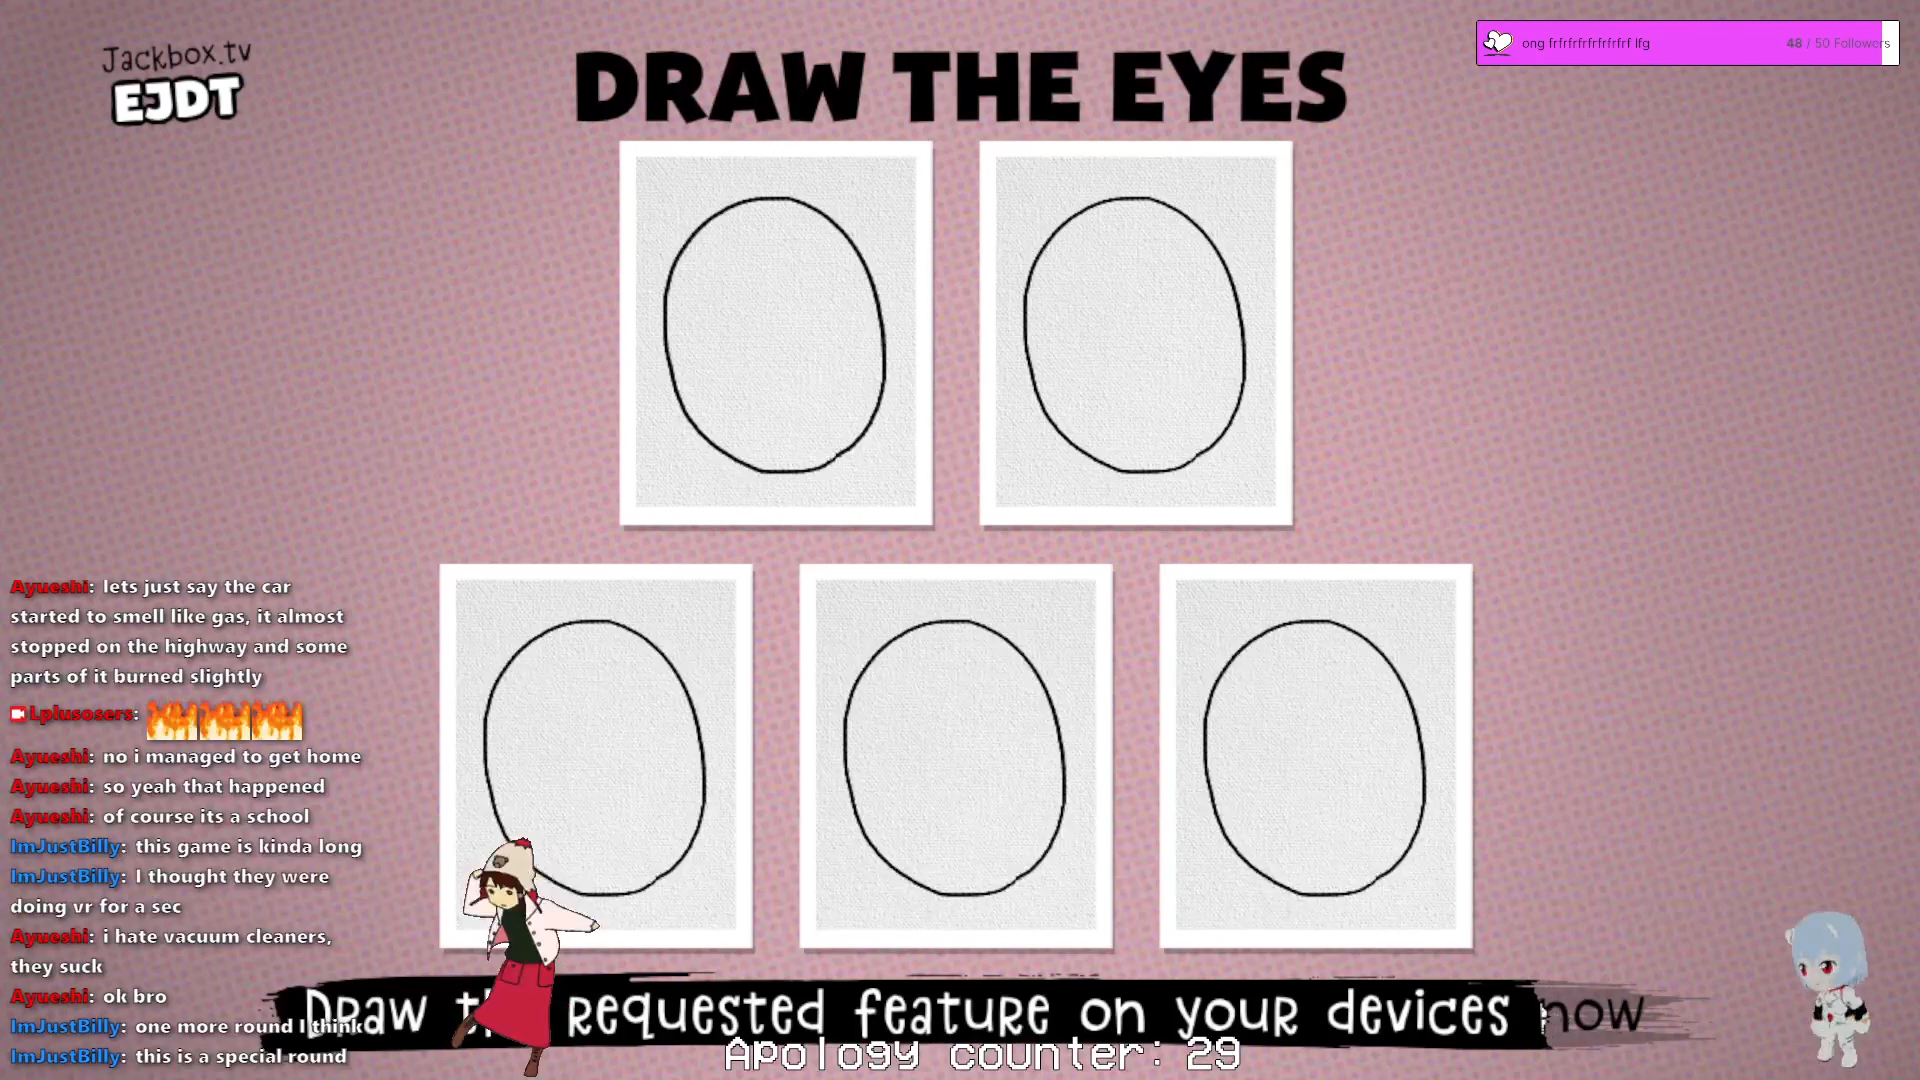 Jackbox.tv
EJDT
DRAW THE EYES
ong frfrfrfrfrfrfrfrf lfg
48 / 50 Followers
Ayueshi: lets just say the car
started to smell like gas, it almost
stopped on the highway and some
parts of it burned slightly
Lplusosers:
Ayueshi: no i managed to get home
Ayueshi: so yeah that happened
Ayueshi: of course its a school
ImJustBilly: this game is kinda long
ImJustBilly: I thought they were
doing vr for a sec
Ayueshi: i hate vacuum cleaners,
they suck
Ayueshi: ok bro
ImJustBilly: one more round I think
ImJustBilly: this is a special round
Draw requested feature on your devices now
Apology counter: 29